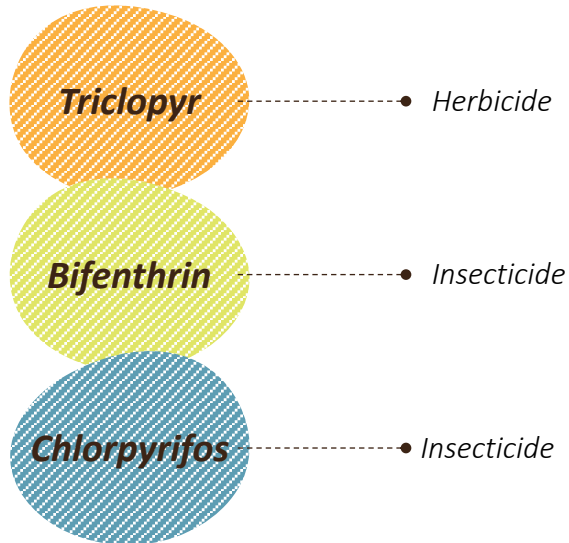 Triclopyr Herbicide
Bifenthrin Insecticide
Chlorpyrifos Insecticide